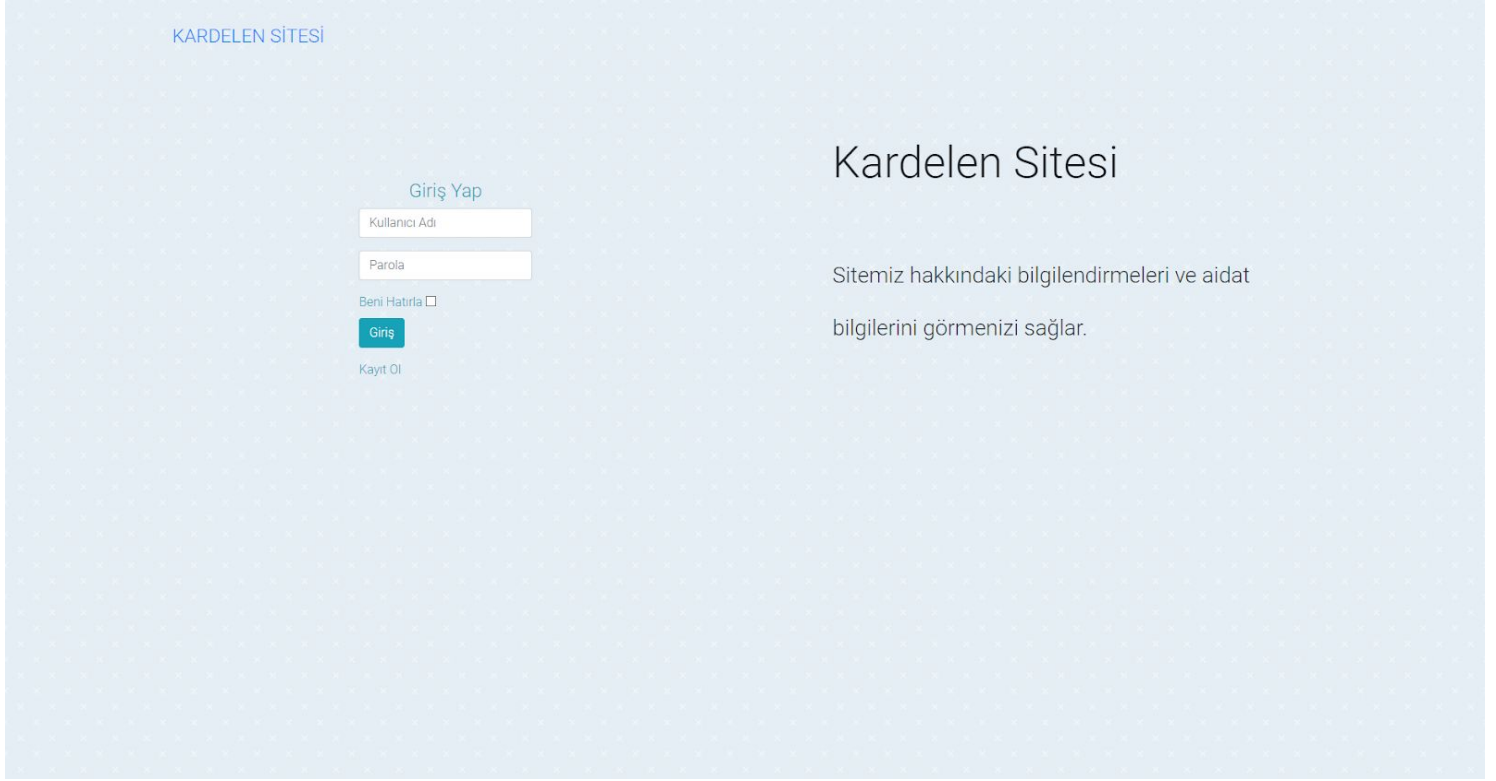 KARDELEN SİTESİ
Giriş Yap
Kullanıcı Adı
Parola
Beni Hatırla
Giriş
Kayıt Ol
Kardelen Sitesi
Sitemiz hakkındaki bilgilendirmeleri ve aidat
bilgilerini görmenizi sağlar.